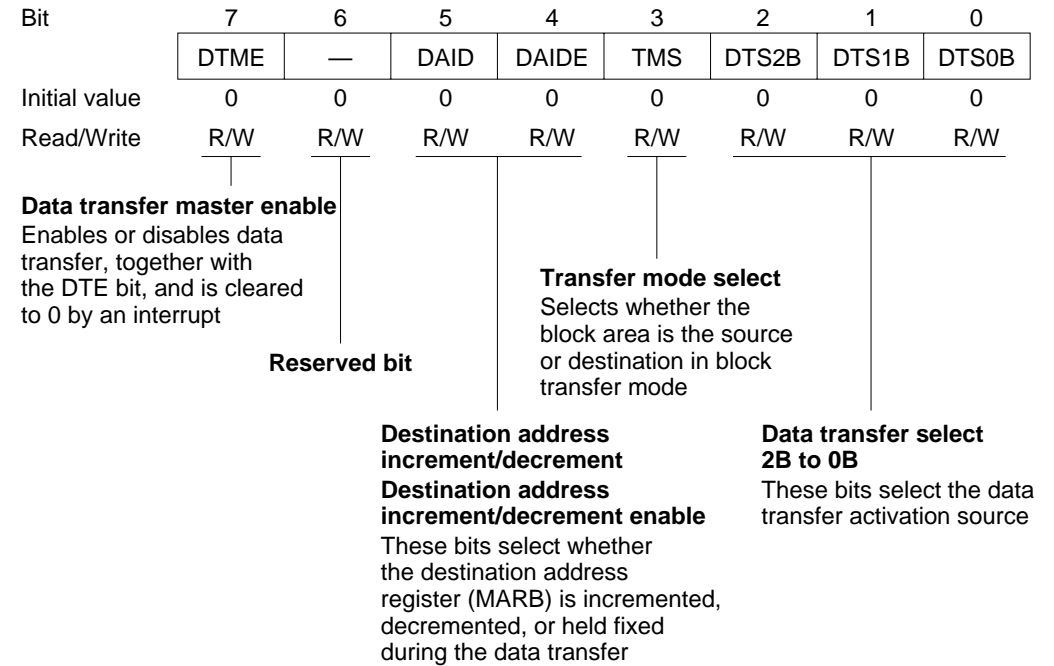 Bit 7 6 5 4 3 2 1 0
DTME — DAID DAIDE TMS DTS2B DTS1B DTS0B
Initial value 0 0 0 0 0 0 0 0
Read/Write R/W R/W R/W R/W R/W R/W R/W R/W
Data transfer master enable
Enables or disables data
transfer, together with
the DTE bit, and is cleared
to 0 by an interrupt
Reserved bit
Transfer mode select
Selects whether the
block area is the source
or destination in block
transfer mode
Destination address
increment/decrement
Destination address
increment/decrement enable
These bits select whether
the destination address
register (MARB) is incremented,
decremented, or held fixed
during the data transfer
Data transfer select
2B to 0B
These bits select the data
transfer activation source